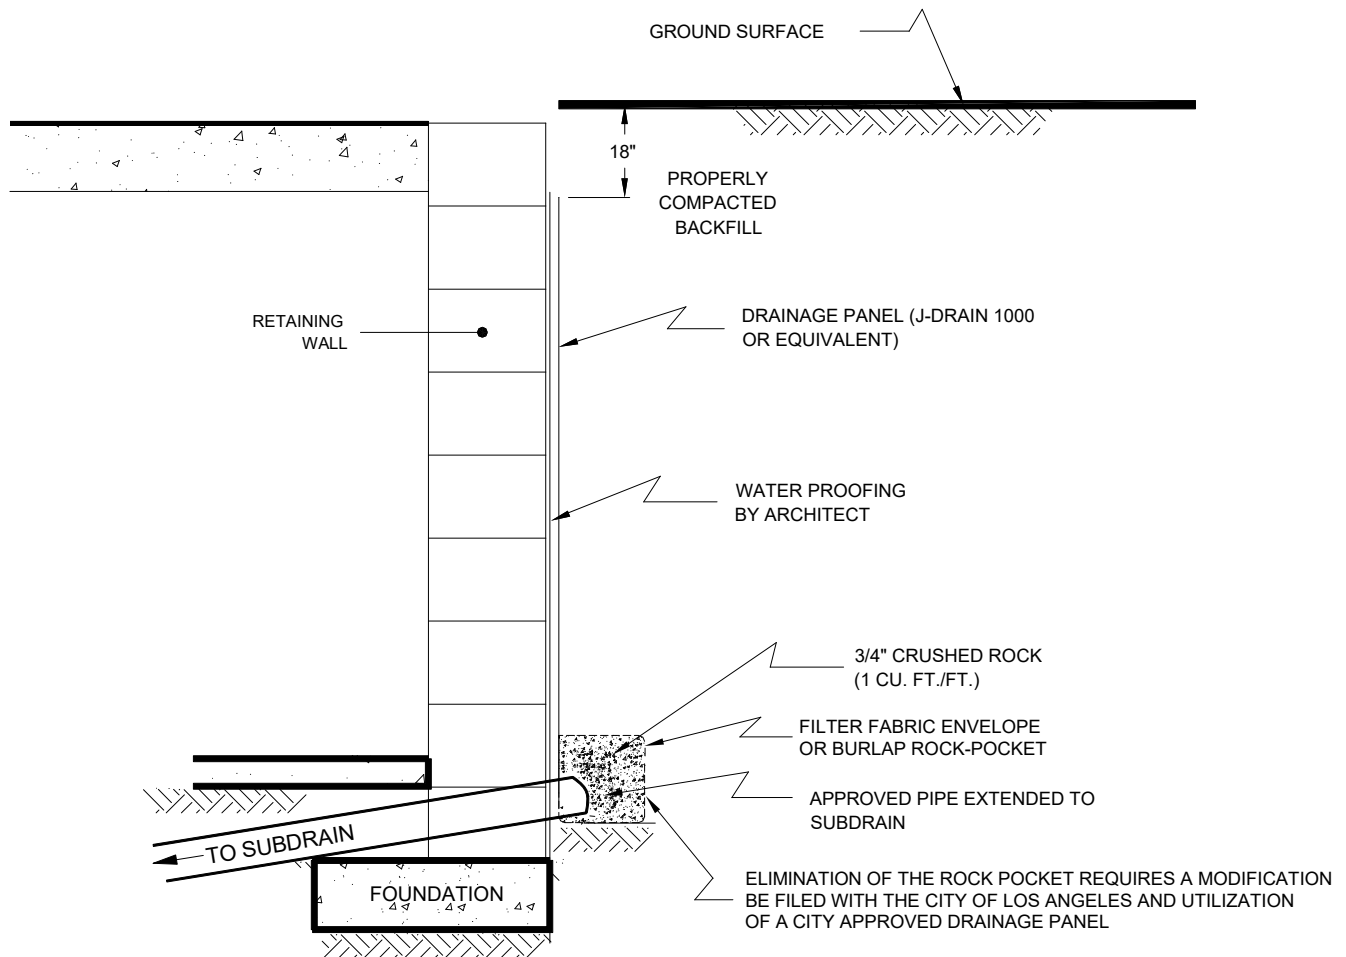 GROUND SURFACE
18"
PROPERLY
COMPACTED
BACKFILL
RETAINING
WALL
DRAINAGE PANEL (J-DRAIN 1000
OR EQUIVALENT)
WATER PROOFING
BY ARCHITECT
3/4" CRUSHED ROCK
(1 CU. FT./FT.)
FILTER FABRIC ENVELOPE
OR BURLAP ROCK-POCKET
APPROVED PIPE EXTENDED TO
SUBDRAIN
TO SUBDRAIN
FOUNDATION
ELIMINATION OF THE ROCK POCKET REQUIRES A MODIFICATION
BE FILED WITH THE CITY OF LOS ANGELES AND UTILIZATION
OF A CITY APPROVED DRAINAGE PANEL